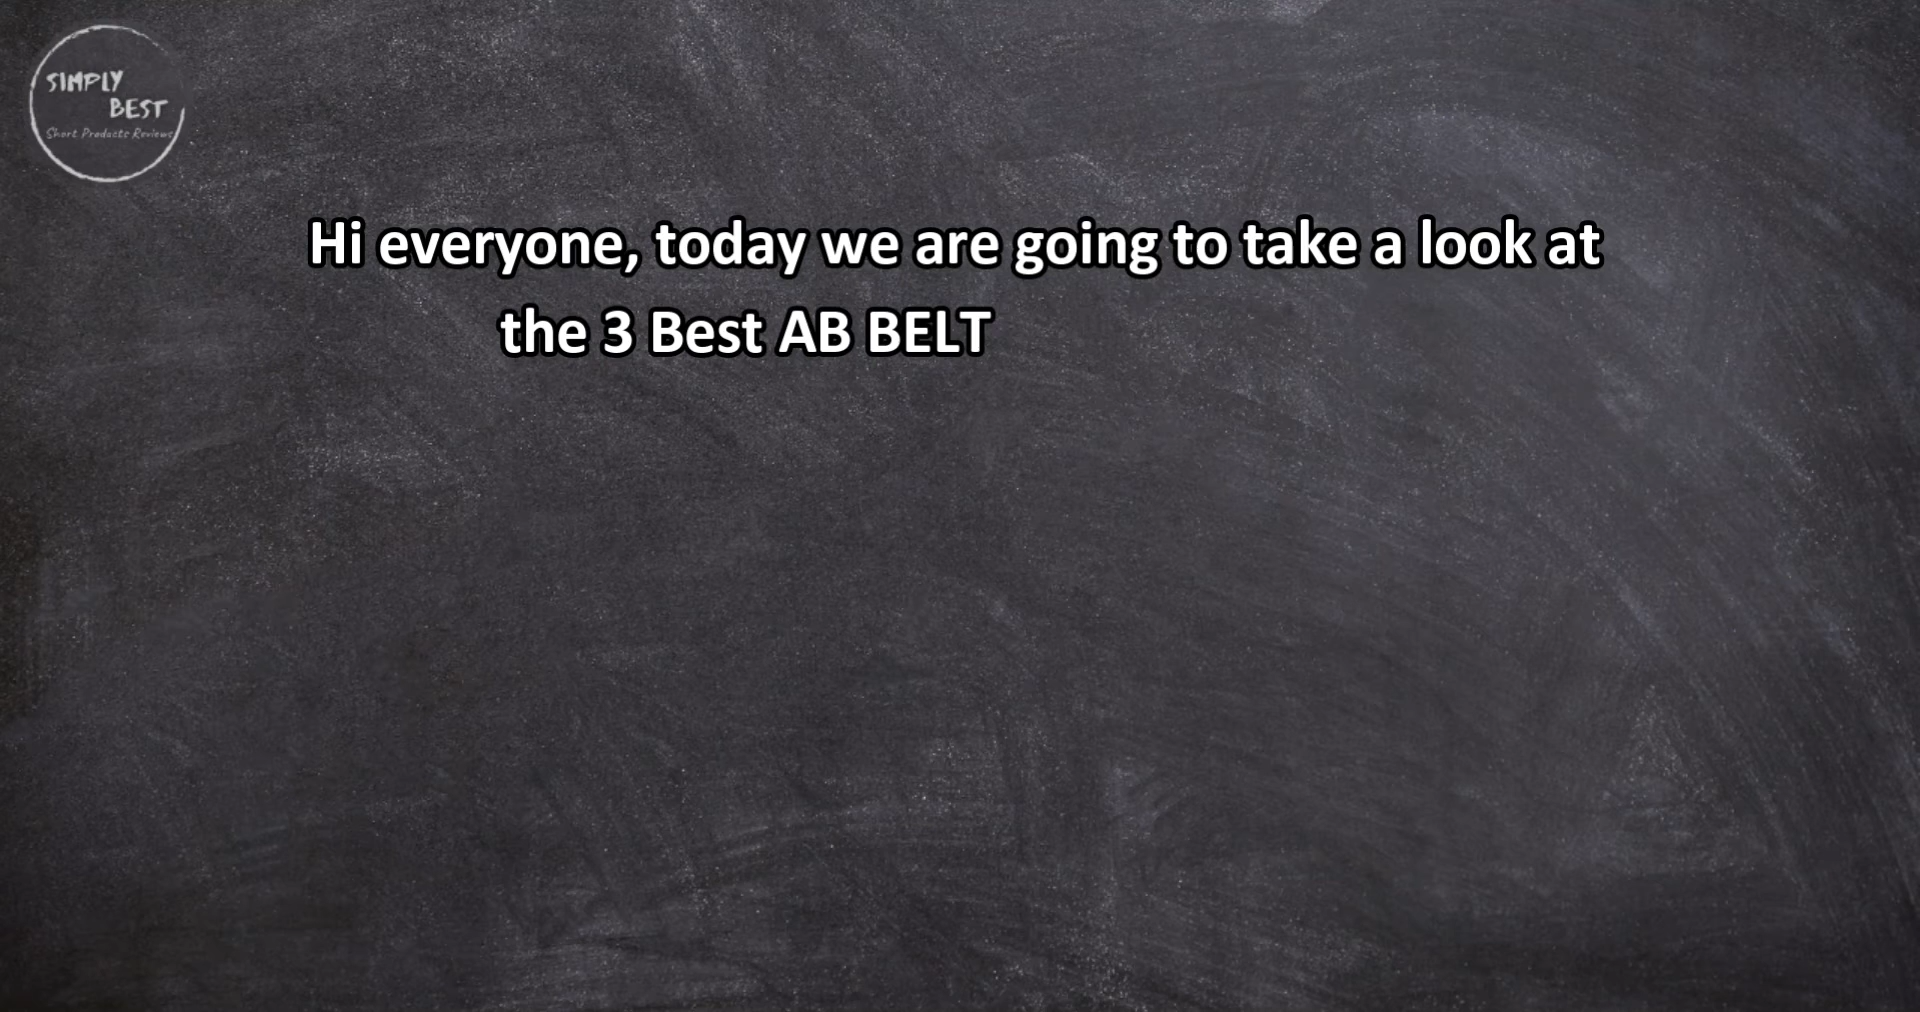 SIMPLY
BEST
Short Products Reviews
Hi everyone, today we are going to take a look at
the 3 Best AB BELT